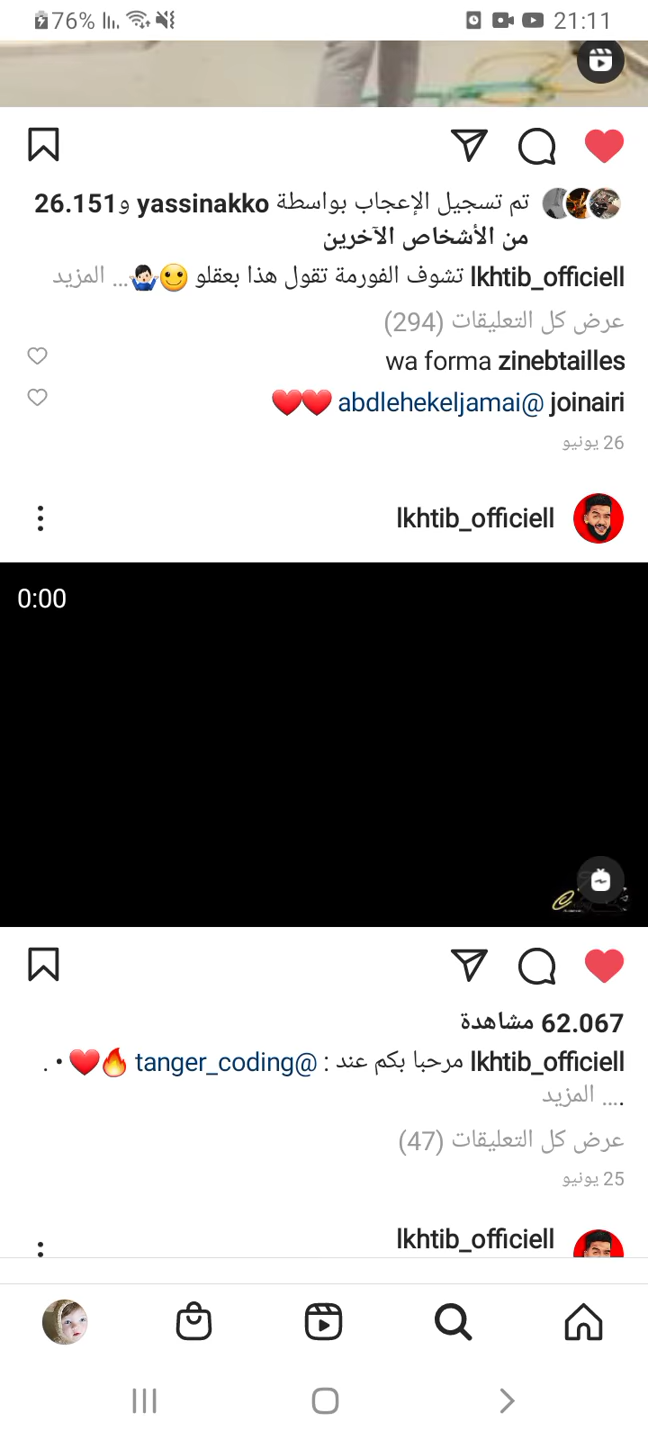 76% 21:11
تم تسجيل الإعجاب بواسطة yassinakko و26.151
من الأشخاص الآخرين
lkhtib_officiell تشوف الفورمة تقول هذا بعقلو 🙂🤷🏻‍♂️... المزيد
عرض كل التعليقات (294)
zinebtailles wa forma
joinairi @abdlehekeljamai ❤️❤️
26 يونيو
lkhtib_officiell
0:00
62.067 مشاهدة
lkhtib_officiell مرحبا بكم عند : @tanger_coding 🔥❤️ • .
.... المزيد
عرض كل التعليقات (47)
25 يونيو
lkhtib_officiell